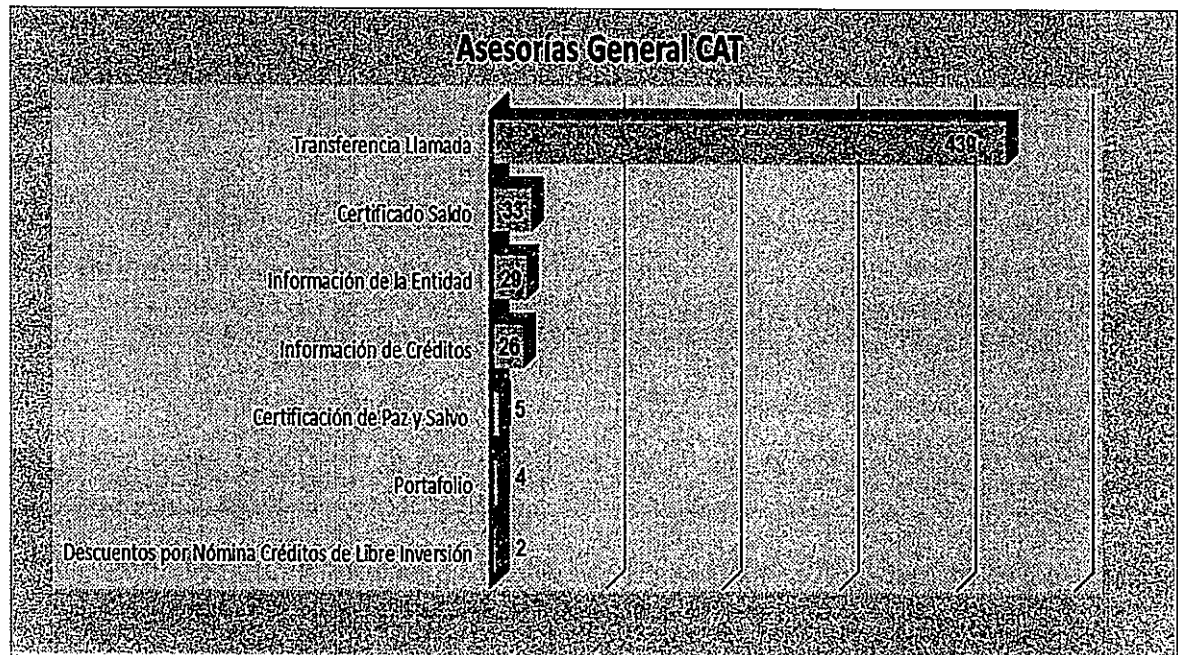 Asesorías General CAT
Transferencia Llamada 439
Certificado Saldo 33
Información de la Entidad 29
Información de Créditos 26
Certificación de Paz y Salvo 5
Portafolio 4
Descuentos por Nómina Créditos de Libre Inversión 2